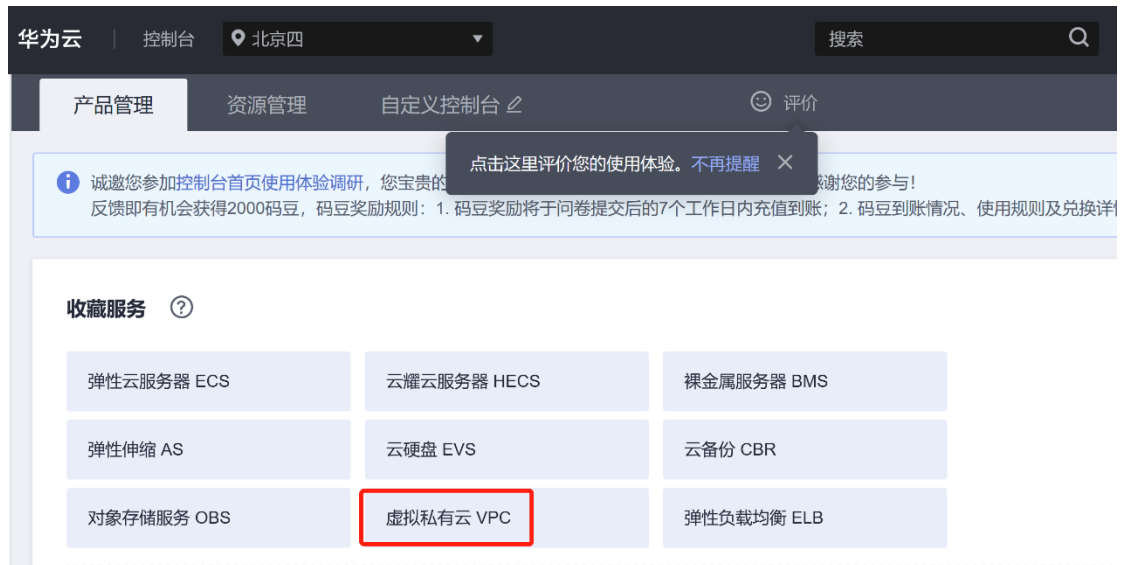 华为云 控制台 北京四 搜索
产品管理 资源管理 自定义控制台 评价
点击这里评价您的使用体验。不再提醒
诚邀您参加控制台首页使用体验调研，您宝贵的 感谢您的参与！
反馈即有机会获得2000码豆，码豆奖励规则：1. 码豆奖励将于问卷提交后的7个工作日内充值到账；2. 码豆到账情况、使用规则及兑换详
收藏服务
弹性云服务器 ECS 云耀云服务器 HECS 裸金属服务器 BMS
弹性伸缩 AS 云硬盘 EVS 云备份 CBR
对象存储服务 OBS 虚拟私有云 VPC 弹性负载均衡 ELB